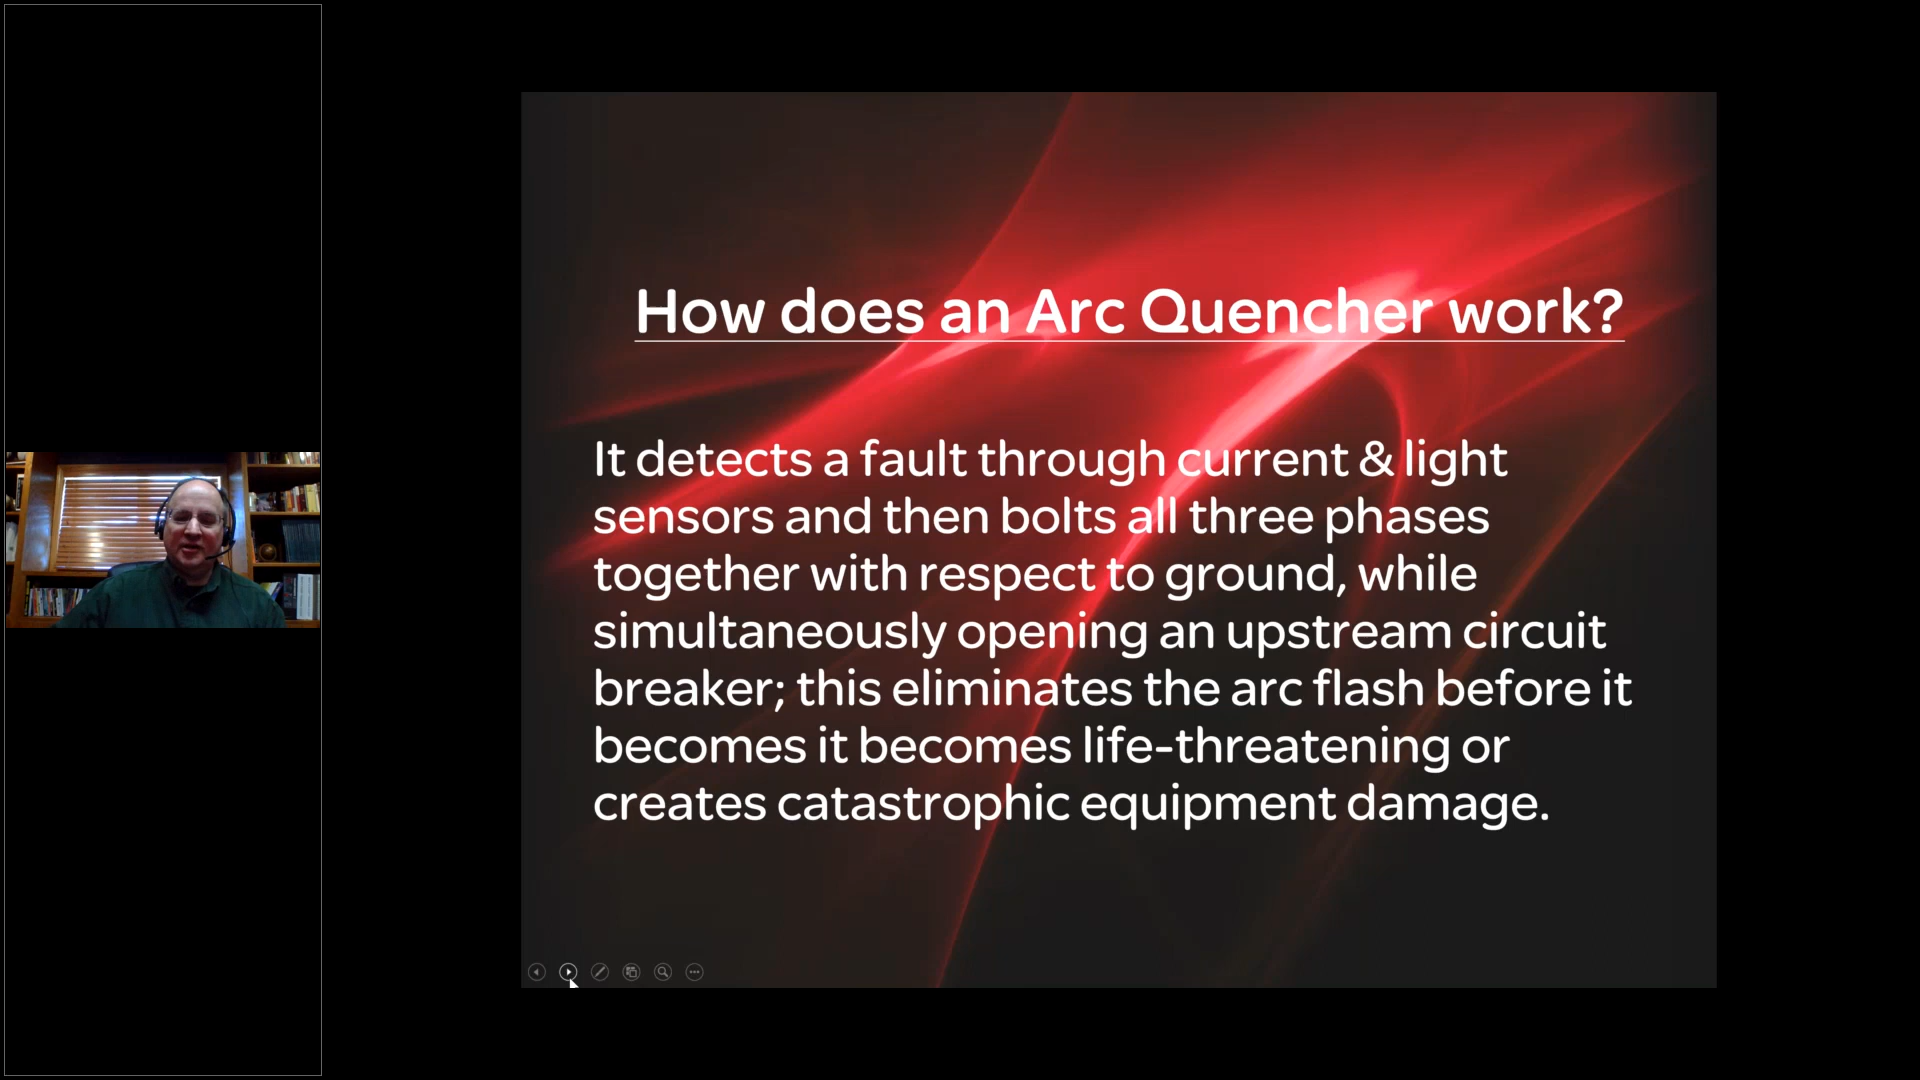 How does an Arc Quencher work?
It detects a fault through current & light
sensors and then bolts all three phases
together with respect to ground, while
simultaneously opening an upstream circuit
breaker; this eliminates the arc flash before it
becomes it becomes life-threatening or
creates catastrophic equipment damage.